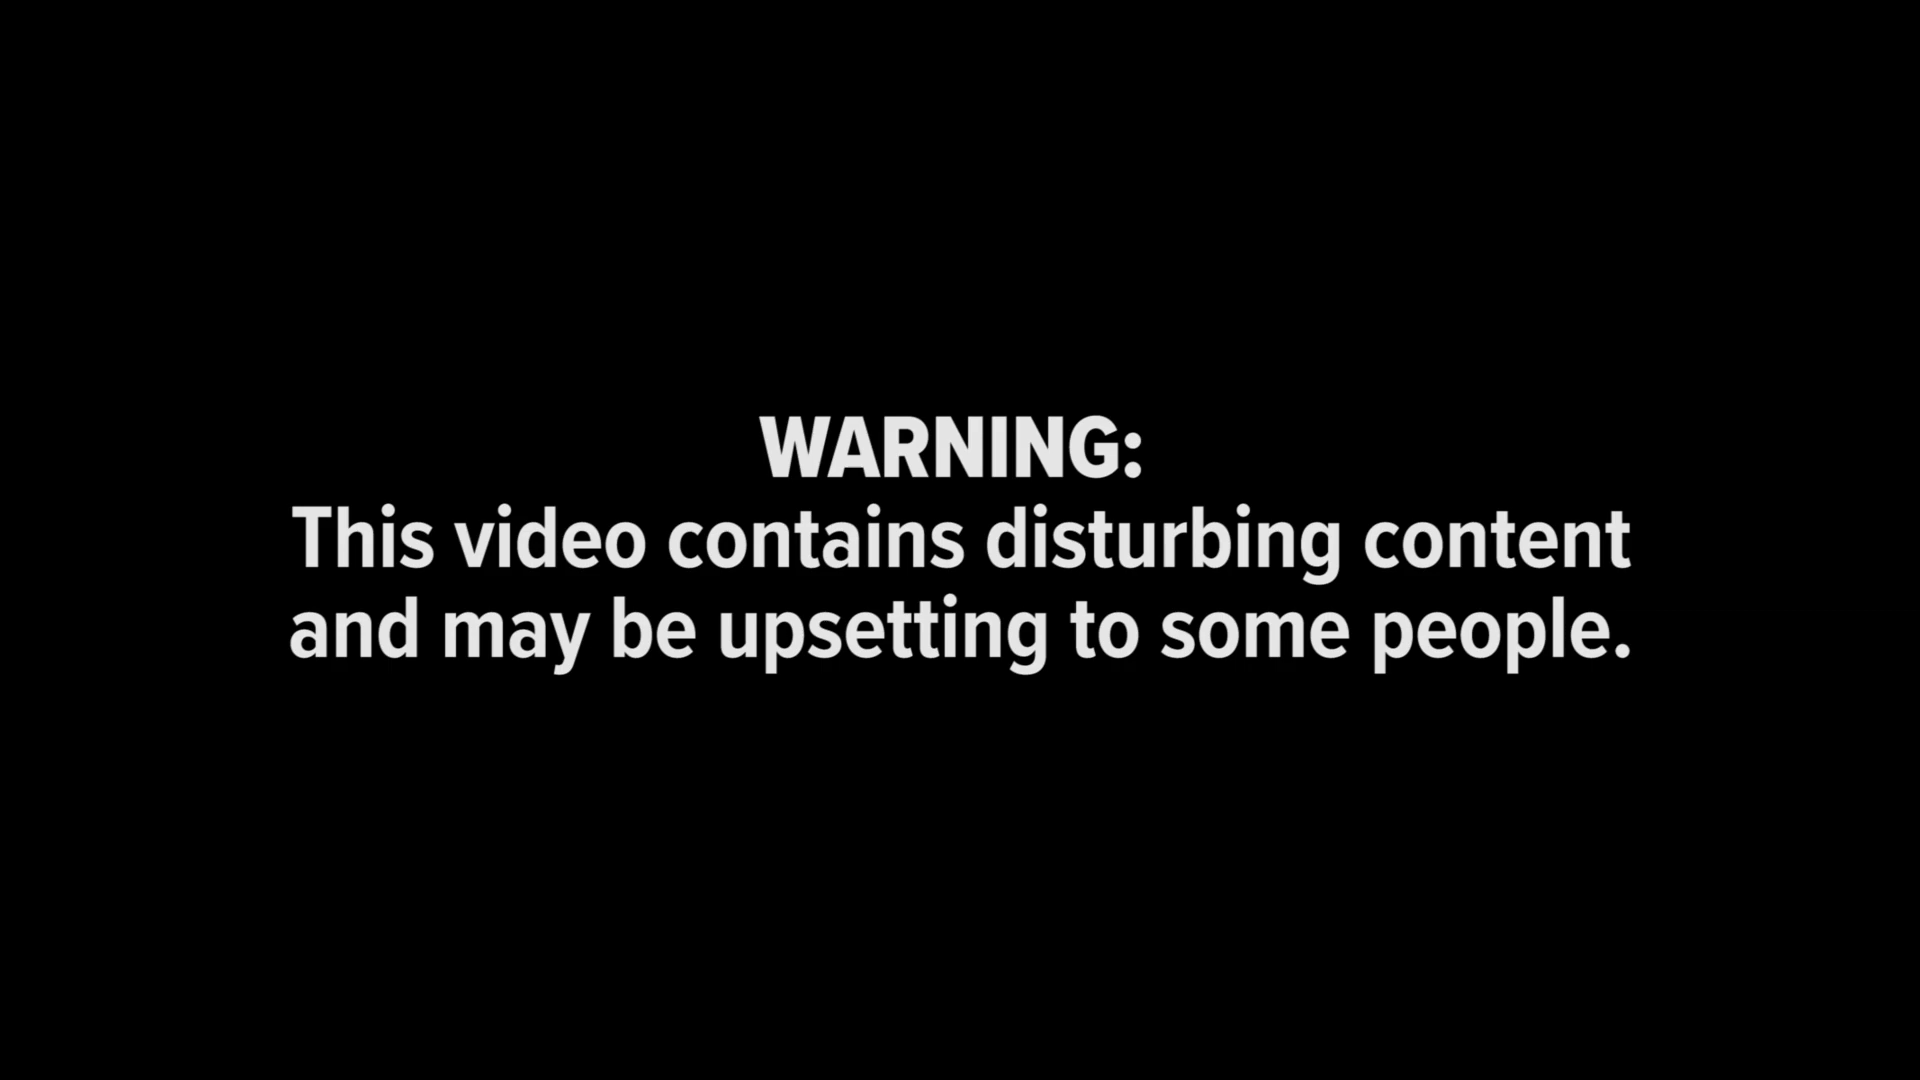 WARNING:
This video contains disturbing content
and may be upsetting to some people.